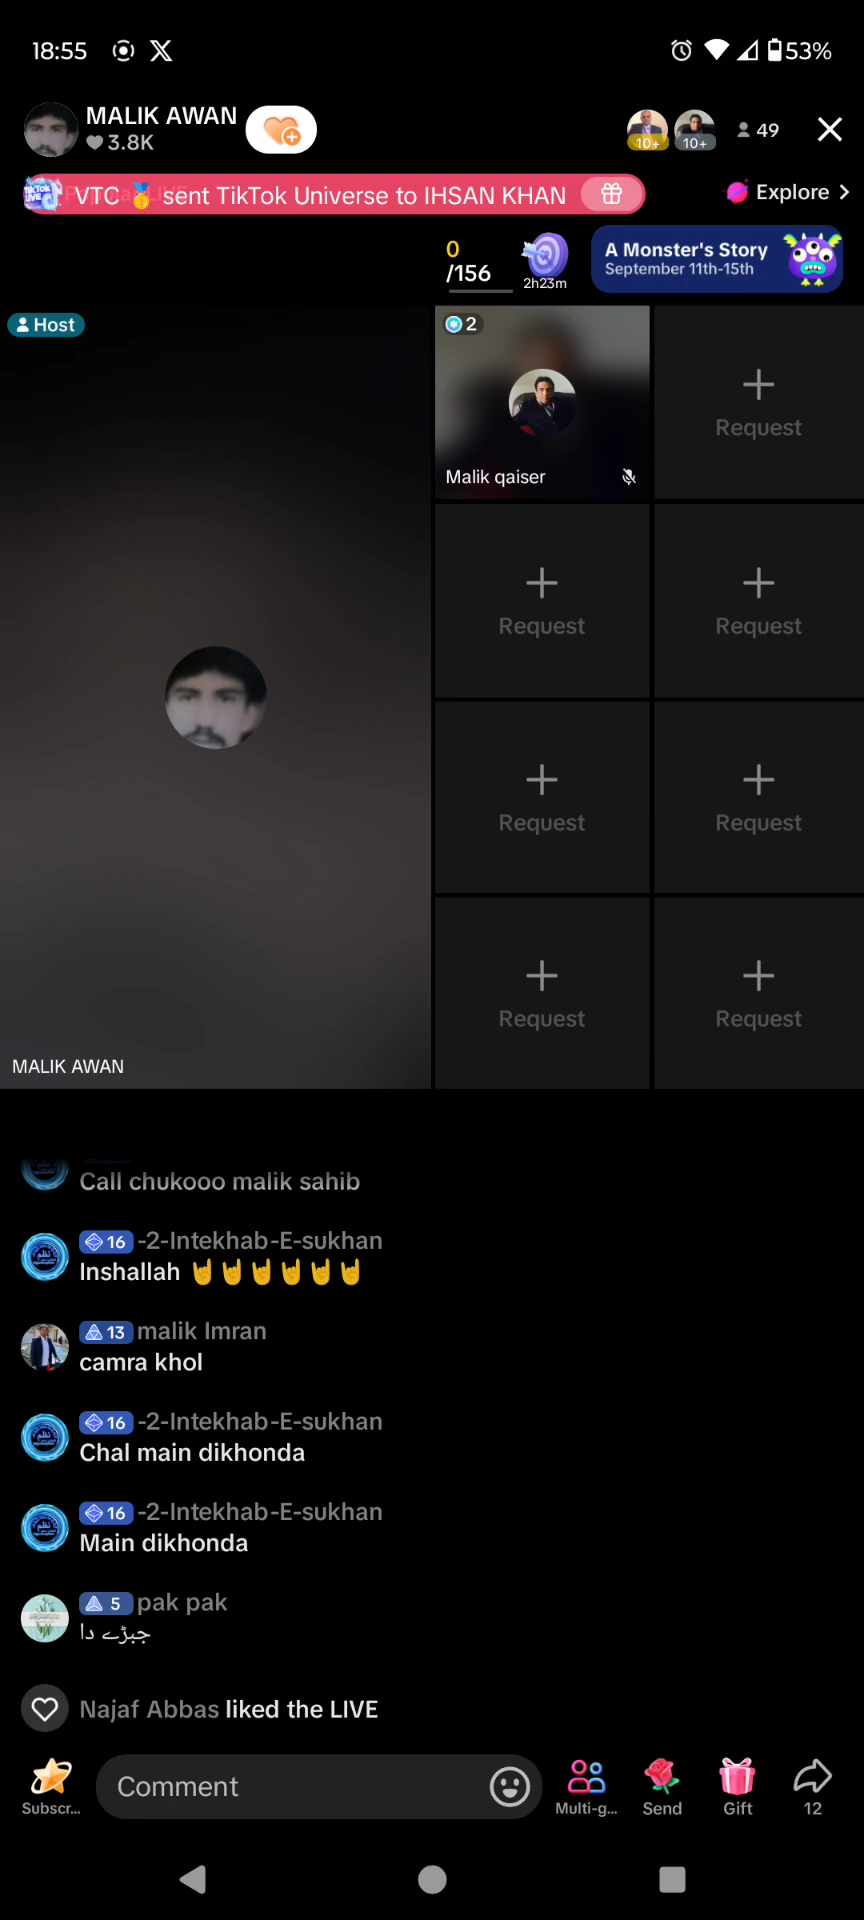 18:55
53%
MALIK AWAN
3.8K
10+
10+
49
VTC 🥇 sent TikTok Universe to IHSAN KHAN
Explore >
0
/156
2h23m
A Monster's Story
September 11th-15th
Host
2
Malik qaiser
Request
Request
Request
Request
Request
Request
Request
MALIK AWAN
Call chukooo malik sahib
16 -2-Intekhab-E-sukhan
Inshallah 🤘🤘🤘🤘🤘🤘
13 malik Imran
camra khol
16 -2-Intekhab-E-sukhan
Chal main dikhonda
16 -2-Intekhab-E-sukhan
Main dikhonda
5 pak pak
جبڑے دا
Najaf Abbas liked the LIVE
Subscr...
Comment
Multi-g...
Send
Gift
12